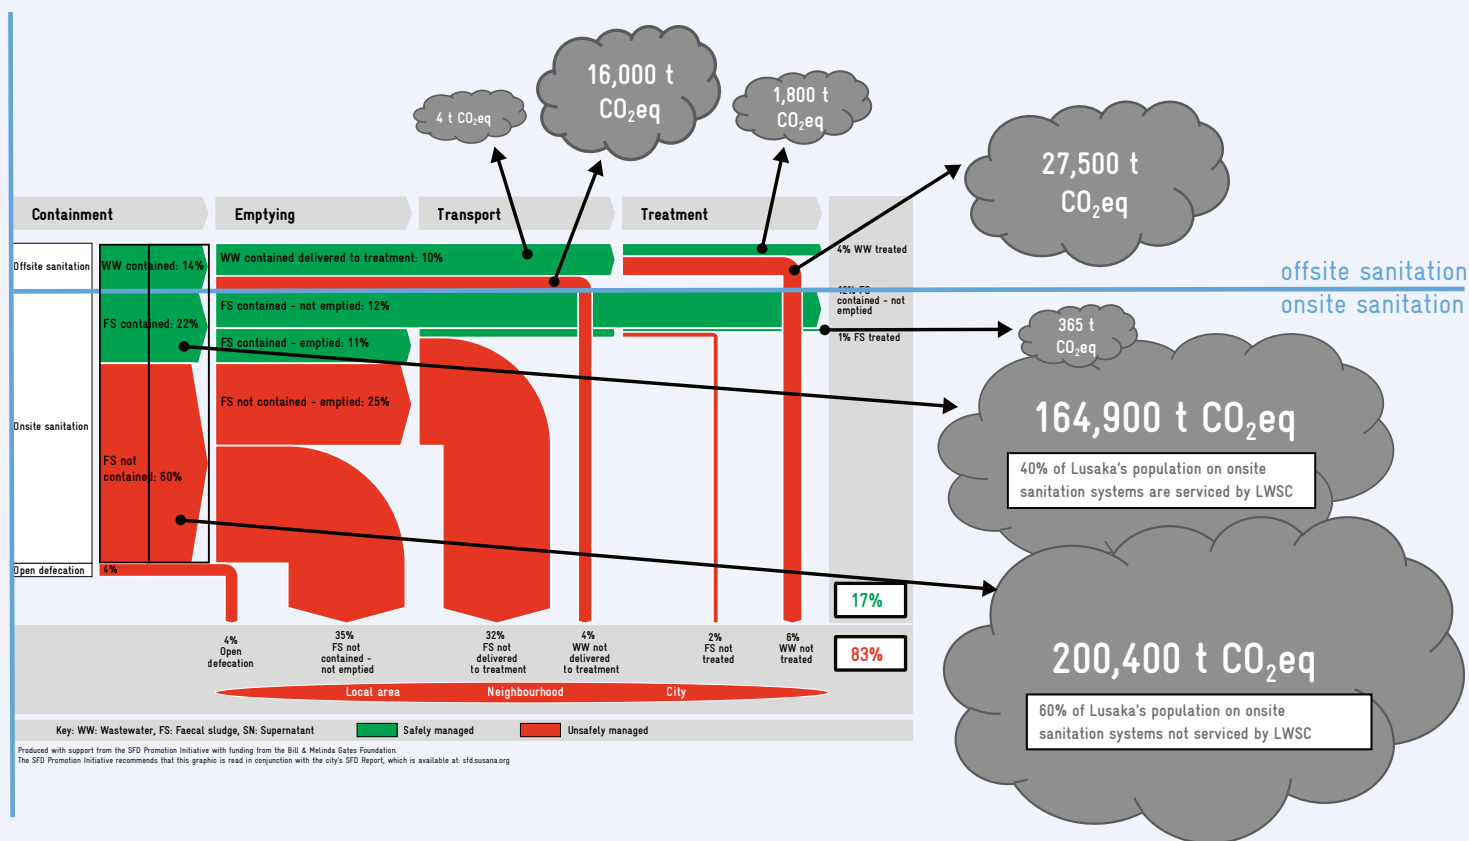 4 t CO₂eq
16,000 t
CO₂eq
1,800 t
CO₂eq
27,500 t
CO₂eq
Containment
Emptying
Transport
Treatment
Offsite sanitation
WW contained: 14%
WW contained delivered to treatment: 10%
4% WW treated
offsite sanitation
onsite sanitation
12% FS
contained - not
emptied
FS contained - not emptied: 12%
FS contained: 22%
FS contained - emptied: 11%
1% FS treated
365 t
CO₂eq
FS not contained - emptied: 25%
164,900 t CO₂eq
40% of Lusaka's population on onsite
sanitation systems are serviced by LWSC
Onsite sanitation
FS not
contained: 60%
Open defecation
4%
17%
83%
200,400 t CO₂eq
60% of Lusaka's population on onsite
sanitation systems not serviced by LWSC
4%
Open
defecation
35%
FS not
contained -
not emptied
32%
FS not
delivered
to treatment
4%
WW not
delivered
to treatment
2%
FS not
treated
6%
WW not
treated
Local area
Neighbourhood
City
Key: WW: Wastewater, FS: Faecal sludge, SN: Supernatant
Safely managed
Unsafely managed
Produced with support from the SFD Promotion Initiative with funding from the Bill & Melinda Gates Foundation.
The SFD Promotion Initiative recommends that this graphic is read in conjunction with the city's SFD Report, which is available at: sfd.susana.org